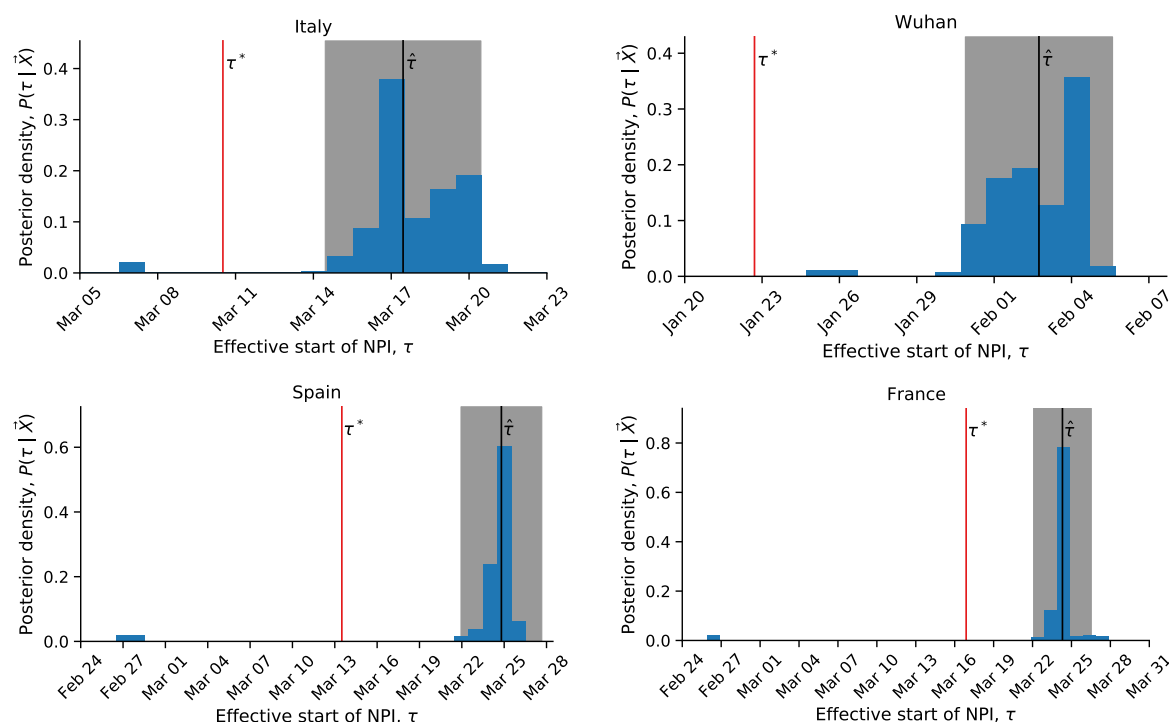 Italy
Posterior density, P(τ | X⃗)
0.4
0.3
0.2
0.1
0.0
τ*
τ̂
Mar 05
Mar 08
Mar 11
Mar 14
Mar 17
Mar 20
Mar 23
Effective start of NPI, τ
Wuhan
Posterior density, P(τ | X⃗)
0.4
0.3
0.2
0.1
0.0
τ*
τ̂
Jan 20
Jan 23
Jan 26
Jan 29
Feb 01
Feb 04
Feb 07
Effective start of NPI, τ
Spain
Posterior density, P(τ | X⃗)
0.6
0.4
0.2
0.0
τ*
τ̂
Feb 24
Feb 27
Mar 01
Mar 04
Mar 07
Mar 10
Mar 13
Mar 16
Mar 19
Mar 22
Mar 25
Mar 28
Effective start of NPI, τ
France
Posterior density, P(τ | X⃗)
0.8
0.6
0.4
0.2
0.0
τ*
τ̂
Feb 24
Feb 27
Mar 01
Mar 04
Mar 07
Mar 10
Mar 13
Mar 16
Mar 19
Mar 22
Mar 25
Mar 28
Mar 31
Effective start of NPI, τ